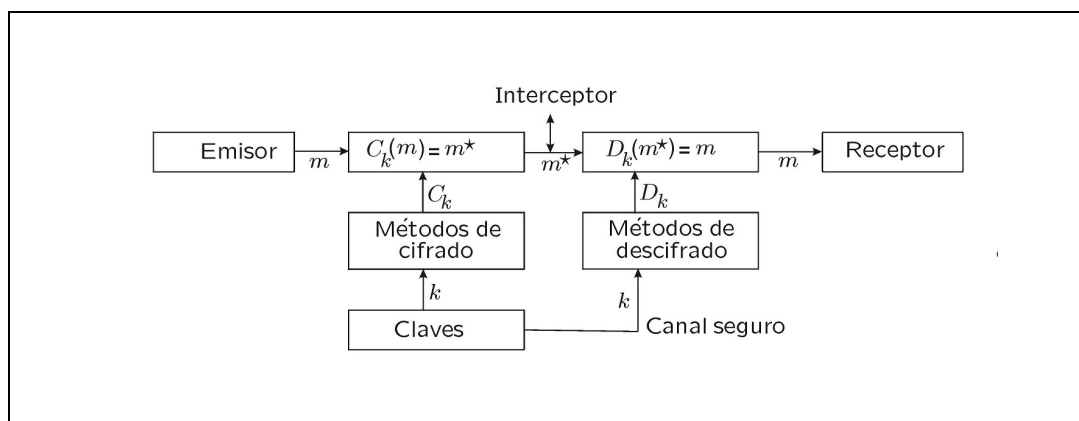 Interceptor
Emisor
m
C_k(m) = m*
m*
D_k(m*) = m
m
Receptor
C_k
D_k
Métodos de
cifrado
Métodos de
descifrado
k
k
Claves
Canal seguro